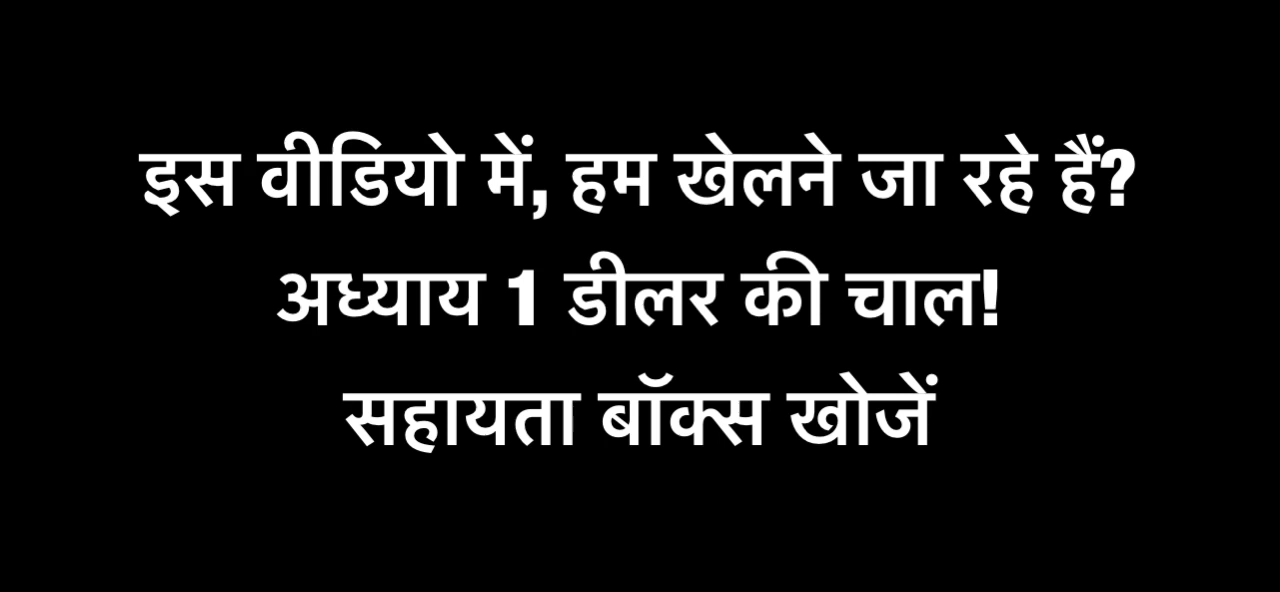 इस वीडियो में, हम खेलने जा रहे हैं?
अध्याय 1 डीलर की चाल!
सहायता बॉक्स खोजें